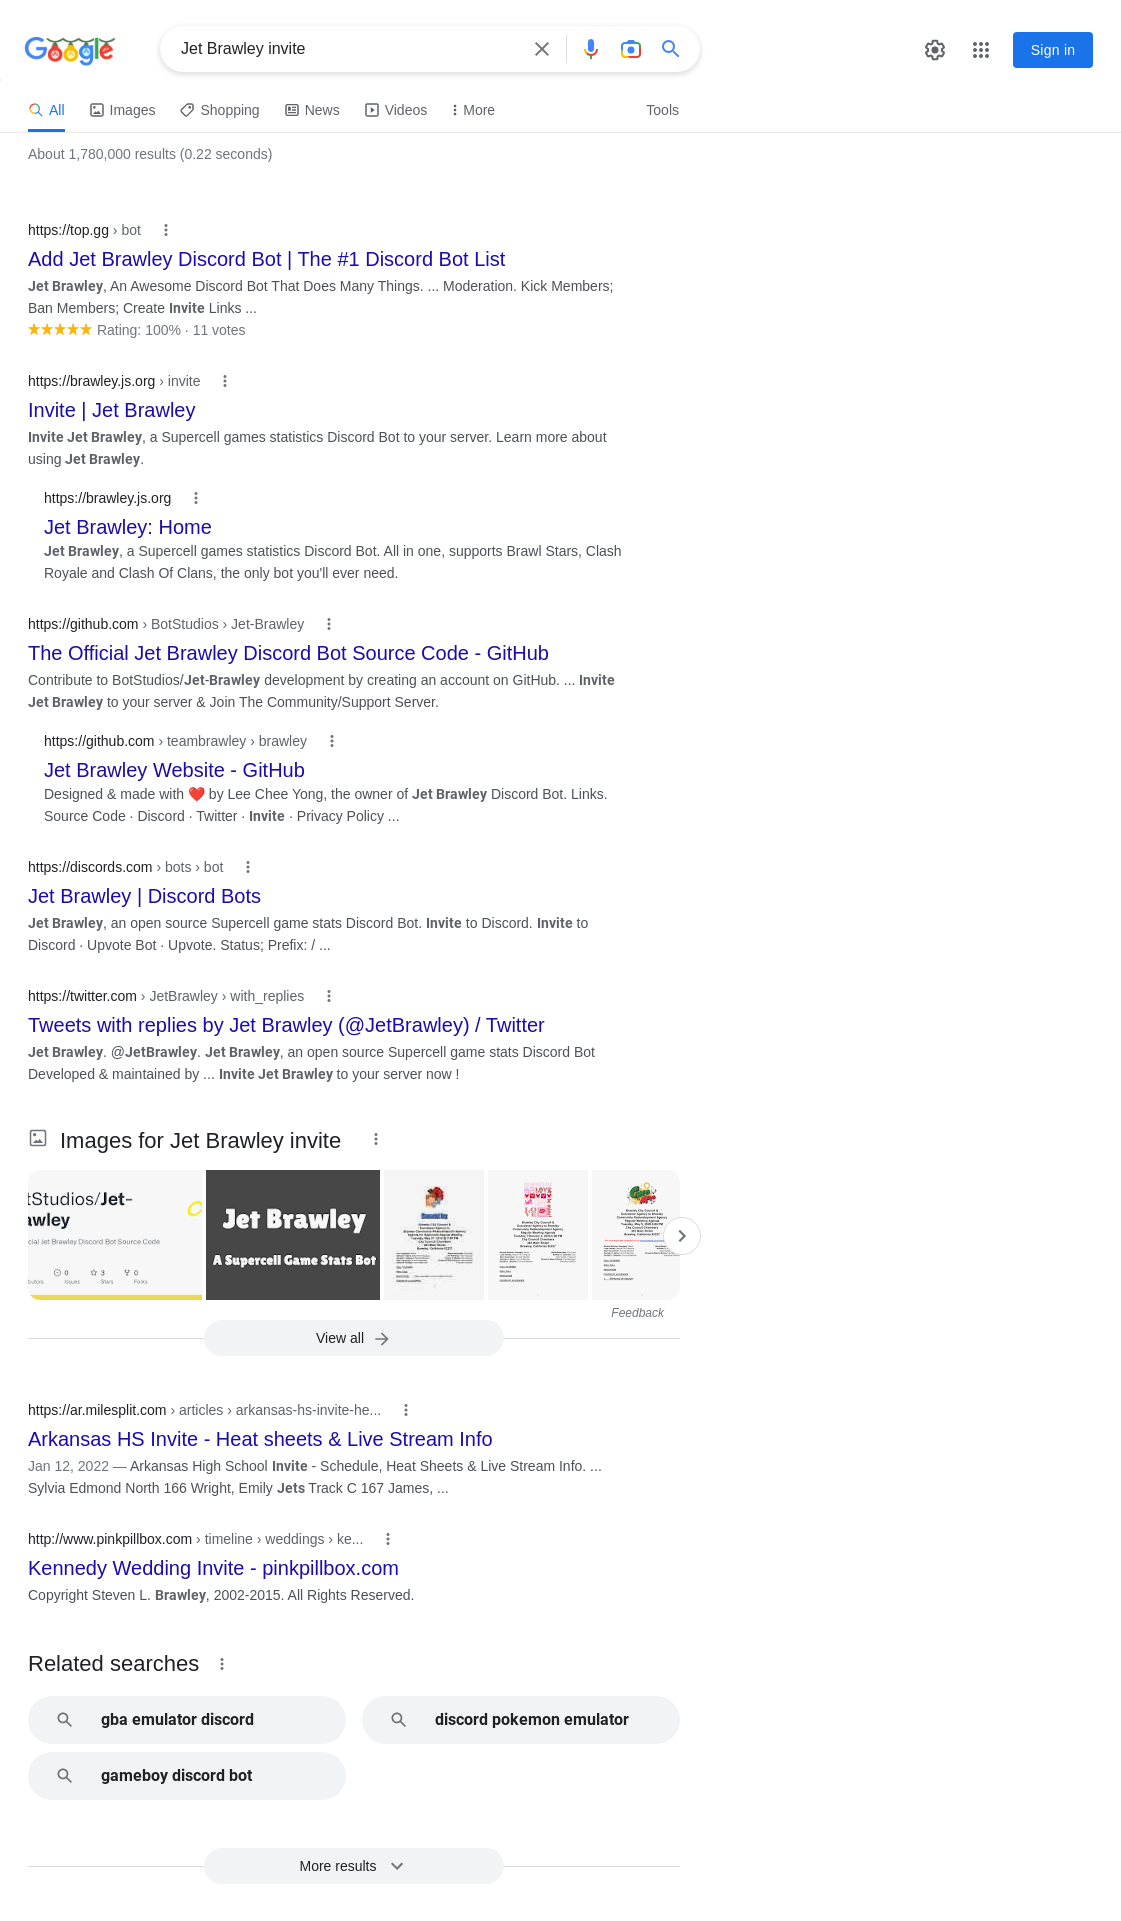 Google
Jet Brawley invite
Sign in
All
Images
Shopping
News
Videos
More
Tools
About 1,780,000 results (0.22 seconds)
https://top.gg › bot
Add Jet Brawley Discord Bot | The #1 Discord Bot List
Jet Brawley, An Awesome Discord Bot That Does Many Things. ... Moderation. Kick Members;
Ban Members; Create Invite Links ...
Rating: 100% · 11 votes
https://brawley.js.org › invite
Invite | Jet Brawley
Invite Jet Brawley, a Supercell games statistics Discord Bot to your server. Learn more about
using Jet Brawley.
https://brawley.js.org
Jet Brawley: Home
Jet Brawley, a Supercell games statistics Discord Bot. All in one, supports Brawl Stars, Clash
Royale and Clash Of Clans, the only bot you'll ever need.
https://github.com › BotStudios › Jet-Brawley
The Official Jet Brawley Discord Bot Source Code - GitHub
Contribute to BotStudios/Jet-Brawley development by creating an account on GitHub. ... Invite
Jet Brawley to your server & Join The Community/Support Server.
https://github.com › teambrawley › brawley
Jet Brawley Website - GitHub
Designed & made with ❤️ by Lee Chee Yong, the owner of Jet Brawley Discord Bot. Links.
Source Code · Discord · Twitter · Invite · Privacy Policy ...
https://discords.com › bots › bot
Jet Brawley | Discord Bots
Jet Brawley, an open source Supercell game stats Discord Bot. Invite to Discord. Invite to
Discord · Upvote Bot · Upvote. Status; Prefix: / ...
https://twitter.com › JetBrawley › with_replies
Tweets with replies by Jet Brawley (@JetBrawley) / Twitter
Jet Brawley. @JetBrawley. Jet Brawley, an open source Supercell game stats Discord Bot
Developed & maintained by ... Invite Jet Brawley to your server now !
Images for Jet Brawley invite
tStudios/Jet-
awley
cial Jet Brawley Discord Bot Source Code
0
3
0
Issues
Stars
Forks
Jet Brawley
A Supercell Game Stats Bot
Feedback
View all
https://ar.milesplit.com › articles › arkansas-hs-invite-he...
Arkansas HS Invite - Heat sheets & Live Stream Info
Jan 12, 2022 — Arkansas High School Invite - Schedule, Heat Sheets & Live Stream Info. ...
Sylvia Edmond North 166 Wright, Emily Jets Track C 167 James, ...
http://www.pinkpillbox.com › timeline › weddings › ke...
Kennedy Wedding Invite - pinkpillbox.com
Copyright Steven L. Brawley, 2002-2015. All Rights Reserved.
Related searches
gba emulator discord
discord pokemon emulator
gameboy discord bot
More results